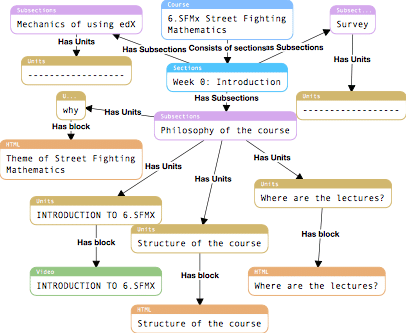 Subsections
Mechanics of using edX
Course
6.SFMx Street Fighting
Mathematics
Subsect...
Survey
Has Units
Has Subsections
Consists of sections
Has Subsections
Has Units
Units
-----------------
Sections
Week 0: Introduction
Units
-----------------
U...
why
Has Units
Has Subsections
Subsections
Philosophy of the course
Has block
HTML
Theme of Street Fighting
Mathematics
Has Units
Has Units
Has Units
Units
INTRODUCTION TO 6.SFMX
Units
Structure of the course
Units
Where are the lectures?
Has block
Has block
Has block
Video
INTRODUCTION TO 6.SFMX
HTML
Where are the lectures?
HTML
Structure of the course